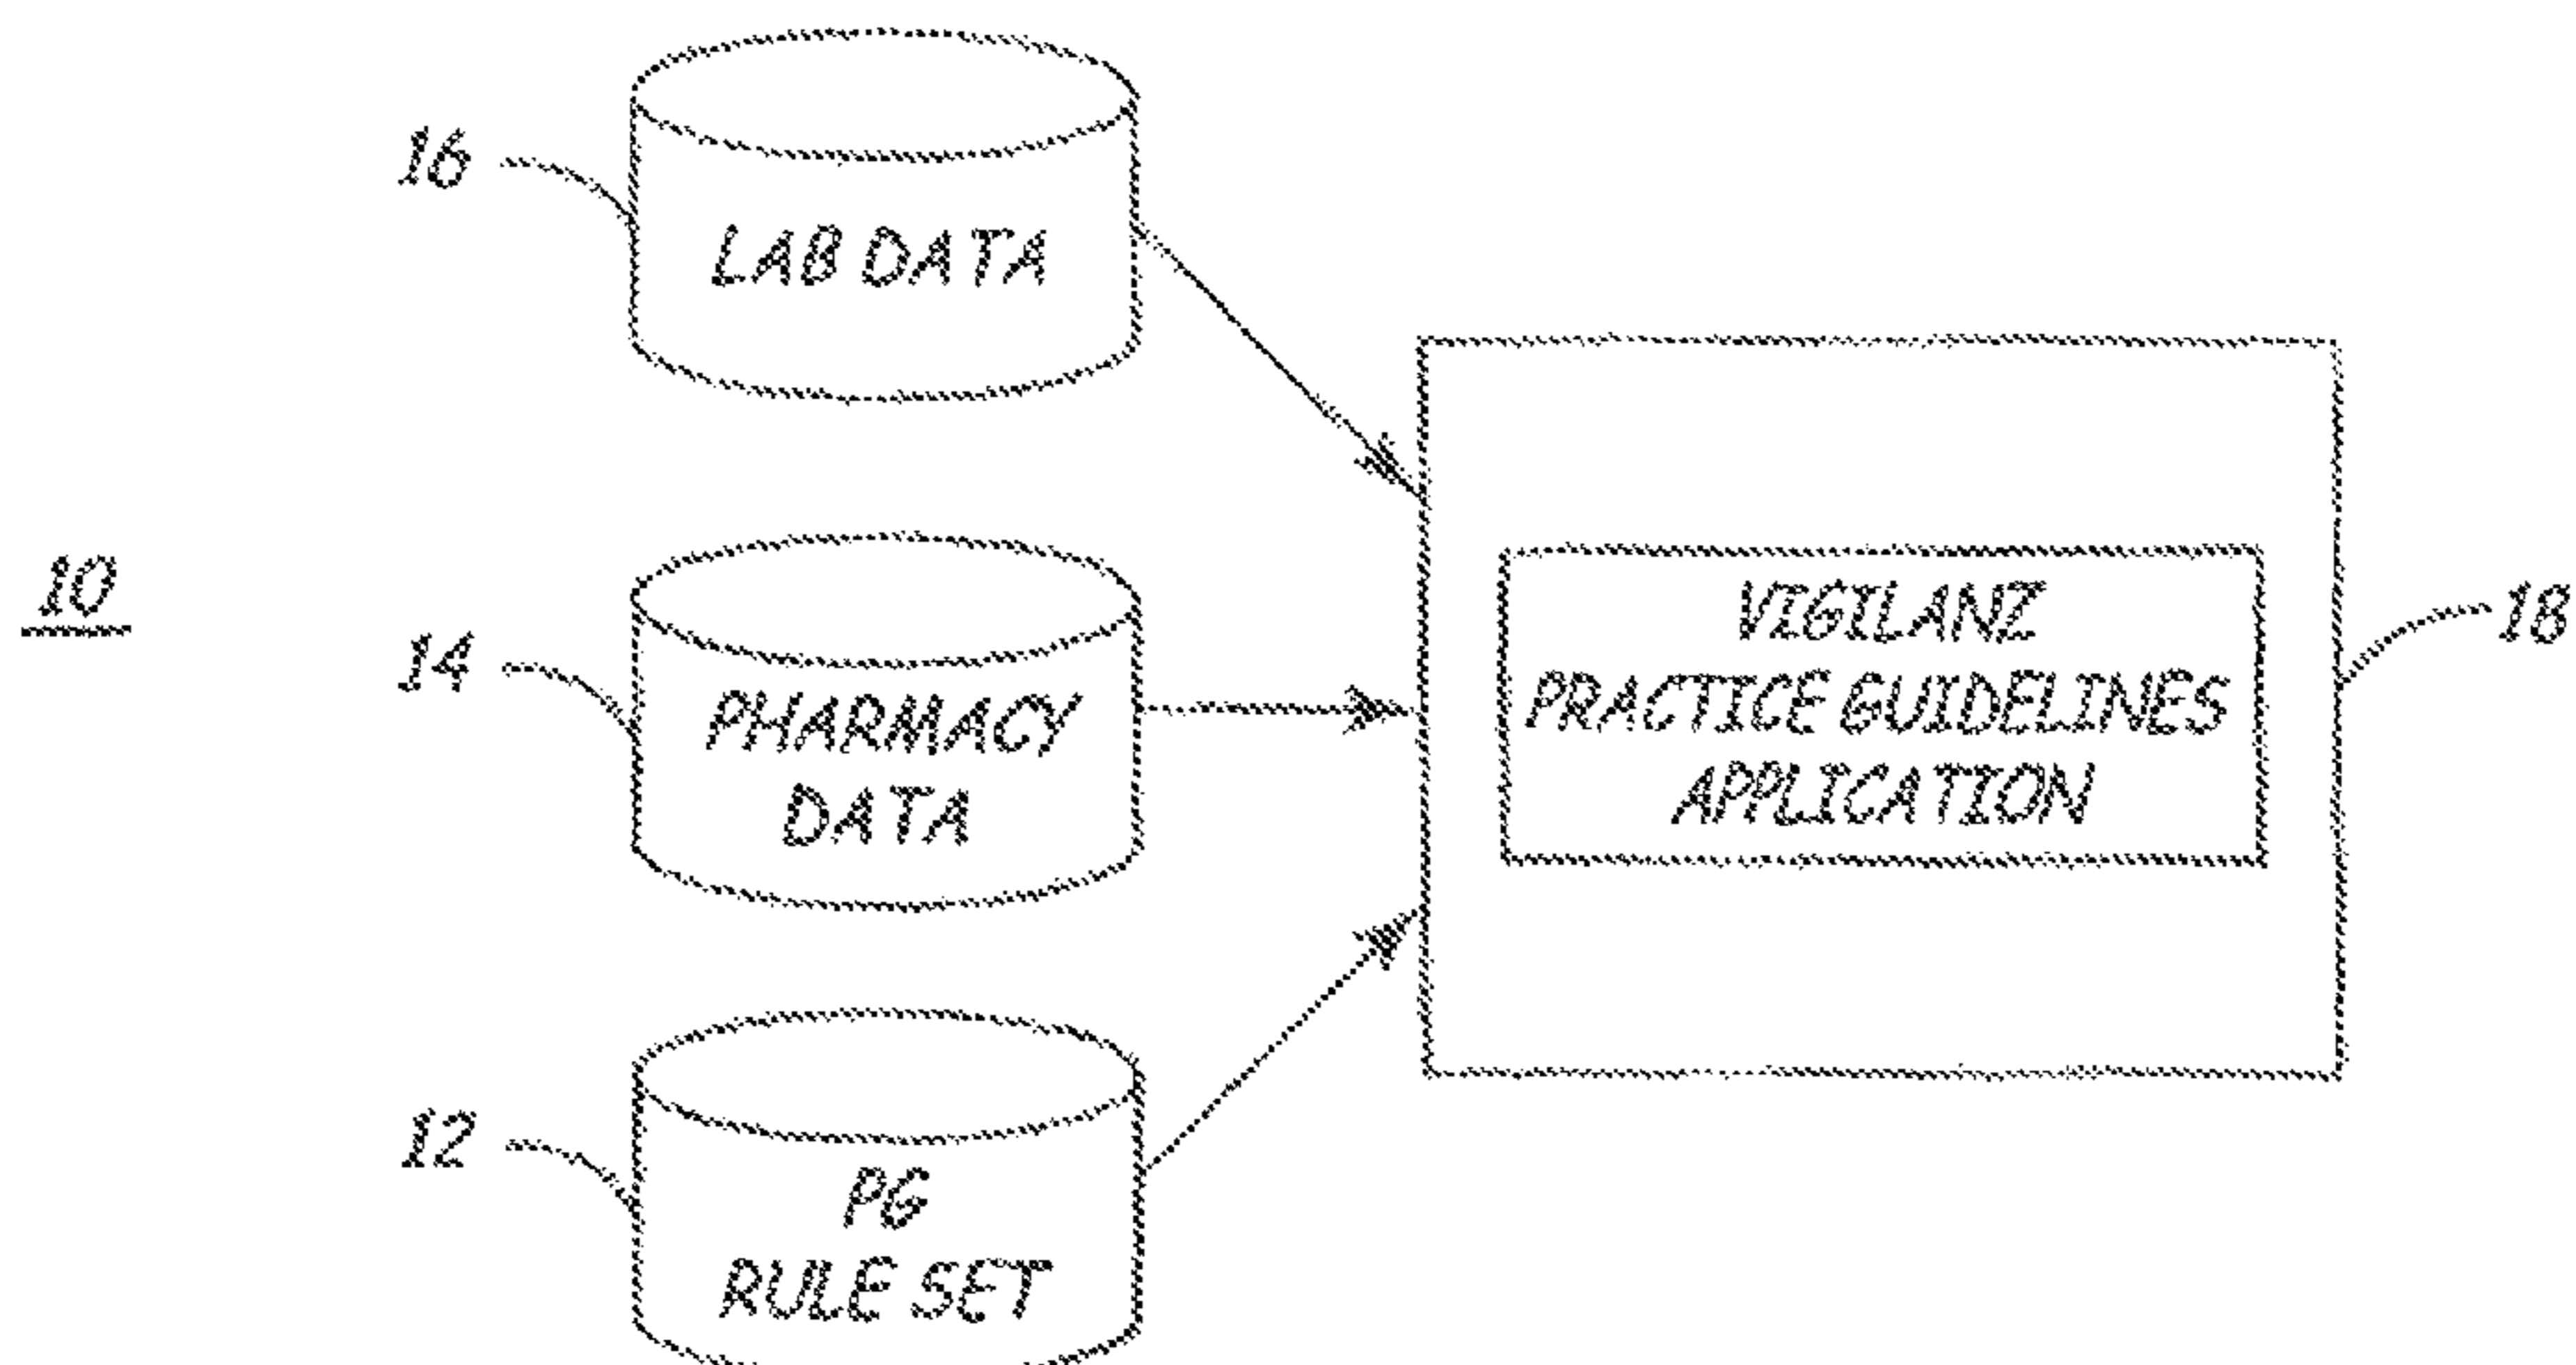 16
LAB DATA
10
14
PHARMACY
DATA
VIGILANZ
PRACTICE GUIDELINES
APPLICATION
18
12
PG
RULE SET